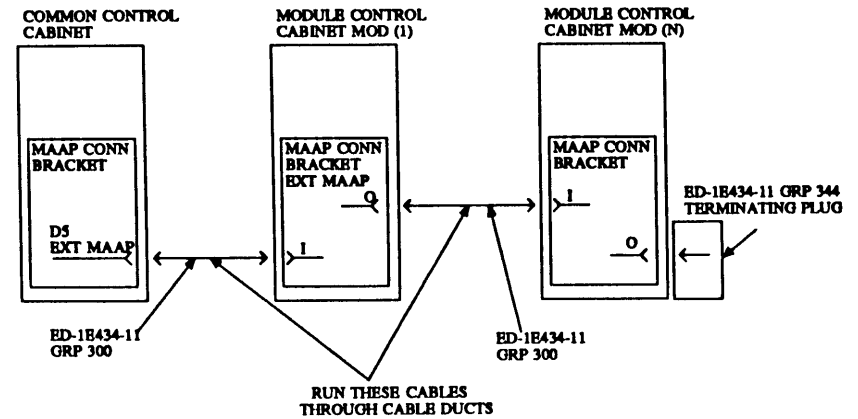 COMMON CONTROL
CABINET
MODULE CONTROL
CABINET MOD (1)
MODULE CONTROL
CABINET MOD (N)
MAAP CONN
BRACKET
D5
EXT MAAP
MAAP CONN
BRACKET
EXT MAAP
O
I
MAAP CONN
BRACKET
I
O
ED-1E434-11 GRP 344
TERMINATING PLUG
ED-1E434-11
GRP 300
ED-1E434-11
GRP 300
RUN THESE CABLES
THROUGH CABLE DUCTS